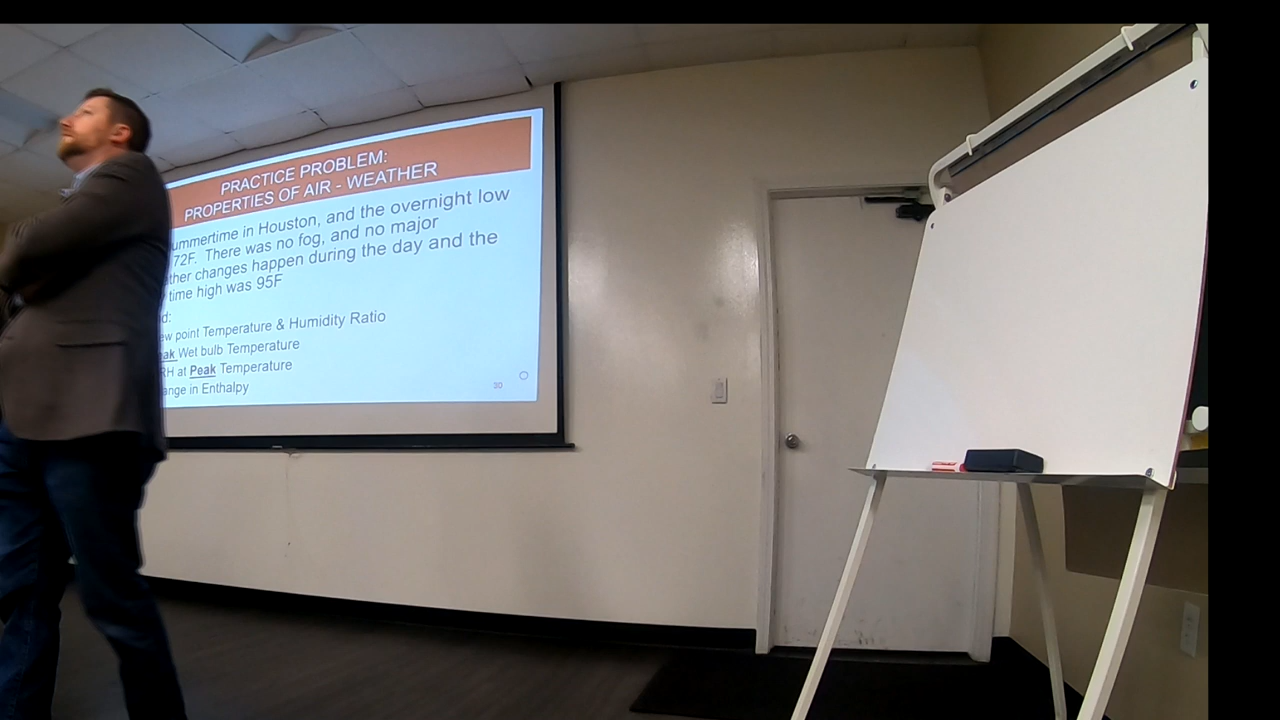 PRACTICE PROBLEM:
PROPERTIES OF AIR - WEATHER
ummertime in Houston, and the overnight low
72F. There was no fog, and no major
ther changes happen during the day and the
time high was 95F
d:
ew point Temperature & Humidity Ratio
ak Wet bulb Temperature
RH at Peak Temperature
ange in Enthalpy
30